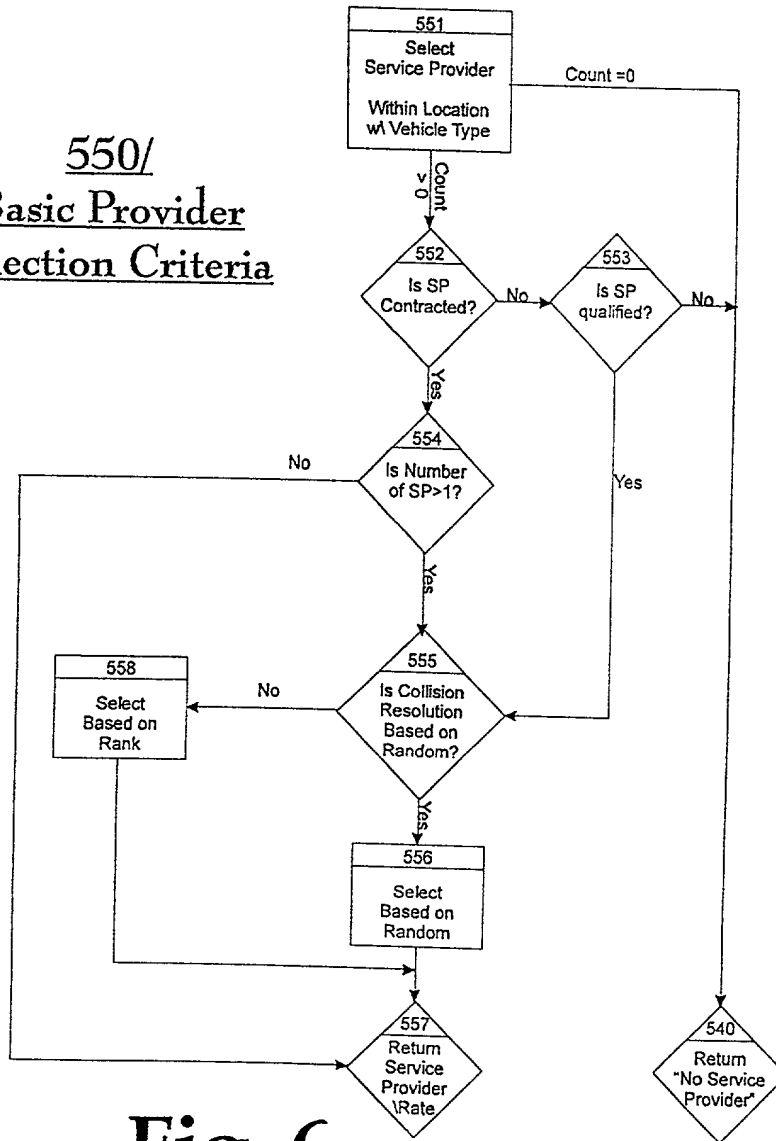 550/
Basic Provider
ection Criteria
551
Select
Service Provider
Within Location
w\ Vehicle Type
Count =0
Count
> 0
552
Is SP
Contracted?
No
553
Is SP
qualified?
No
Yes
Yes
554
Is Number
of SP>1?
No
Yes
555
Is Collision
Resolution
Based on
Random?
No
558
Select
Based on
Rank
Yes
556
Select
Based on
Random
557
Return
Service
Provider
\Rate
540
Return
"No Service
Provider"
Fig. 6